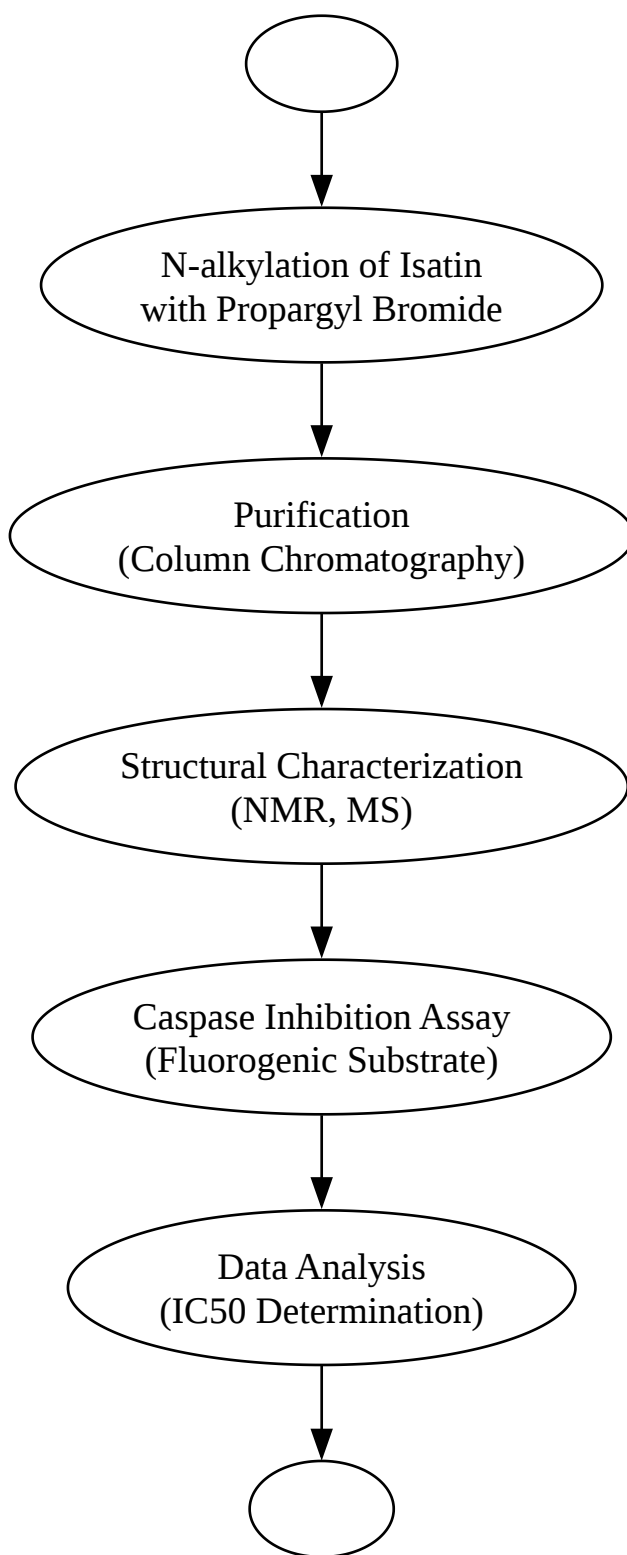 N-alkylation of Isatin
with Propargyl Bromide
Purification
(Column Chromatography)
Structural Characterization
(NMR, MS)
Caspase Inhibition Assay
(Fluorogenic Substrate)
Data Analysis
(IC50 Determination)